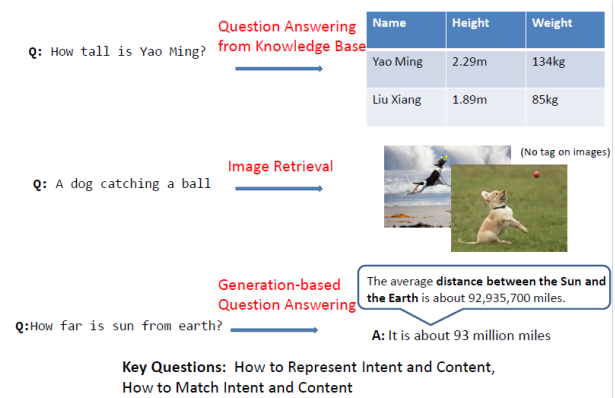 Q: How tall is Yao Ming?
Question Answering
from Knowledge Base
Name Height Weight
Yao Ming 2.29m 134kg
Liu Xiang 1.89m 85kg
Q: A dog catching a ball
Image Retrieval
(No tag on images)
Q:How far is sun from earth?
Generation-based
Question Answering
The average distance between the Sun and
the Earth is about 92,935,700 miles.
A: It is about 93 million miles
Key Questions: How to Represent Intent and Content,
How to Match Intent and Content